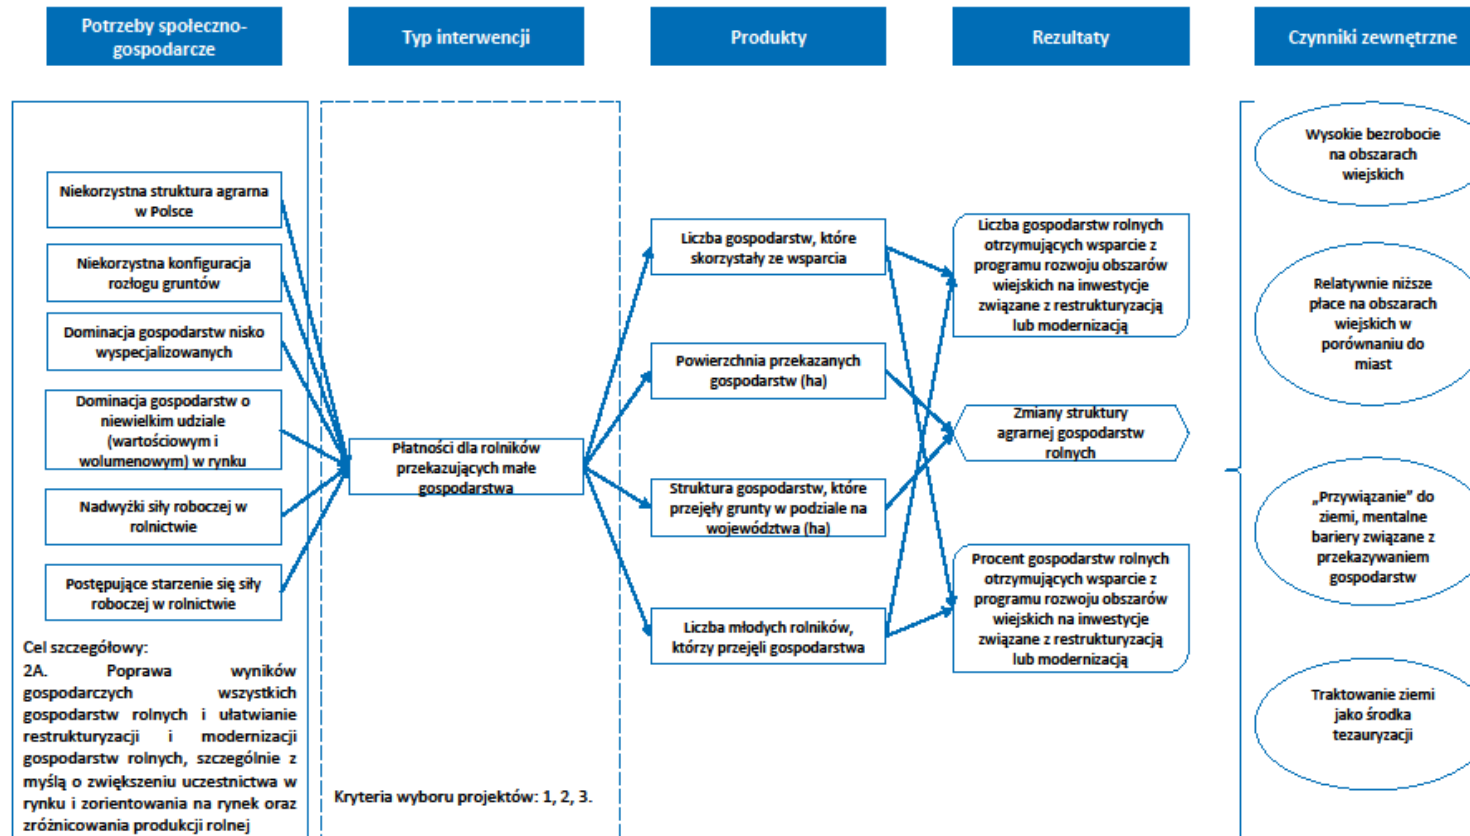 Potrzeby społeczno-
gospodarcze
Typ interwencji
Produkty
Rezultaty
Czynniki zewnętrzne
Niekorzystna struktura agrarna
w Polsce
Niekorzystna konfiguracja
rozłogu gruntów
Dominacja gospodarstw nisko
wyspecjalizowanych
Dominacja gospodarstw o
niewielkim udziale
(wartościowym i
wolumenowym) w rynku
Nadwyżki siły roboczej w
rolnictwie
Postępujące starzenie się siły
roboczej w rolnictwie
Cel szczegółowy:
2A. Poprawa wyników
gospodarczych wszystkich
gospodarstw rolnych i ułatwianie
restrukturyzacji i modernizacji
gospodarstw rolnych, szczególnie z
myślą o zwiększeniu uczestnictwa w
rynku i zorientowania na rynek oraz
zróżnicowania produkcji rolnej
Płatności dla rolników
przekazujących małe
gospodarstwa
Kryteria wyboru projektów: 1, 2, 3.
Liczba gospodarstw, które
skorzystały ze wsparcia
Powierzchnia przekazanych
gospodarstw (ha)
Struktura gospodarstw, które
przejęły grunty w podziale na
województwa (ha)
Liczba młodych rolników,
którzy przejęli gospodarstwa
Liczba gospodarstw rolnych
otrzymujących wsparcie z
programu rozwoju obszarów
wiejskich na inwestycje
związane z restrukturyzacją
lub modernizacją
Zmiany struktury
agrarnej gospodarstw
rolnych
Procent gospodarstw rolnych
otrzymujących wsparcie z
programu rozwoju obszarów
wiejskich na inwestycje
związane z restrukturyzacją
lub modernizacją
Wysokie bezrobocie
na obszarach
wiejskich
Relatywnie niższe
płace na obszarach
wiejskich w
porównaniu do
miast
„Przywiązanie” do
ziemi, mentalne
bariery związane z
przekazywaniem
gospodarstw
Traktowanie ziemi
jako środka
tezauryzacji